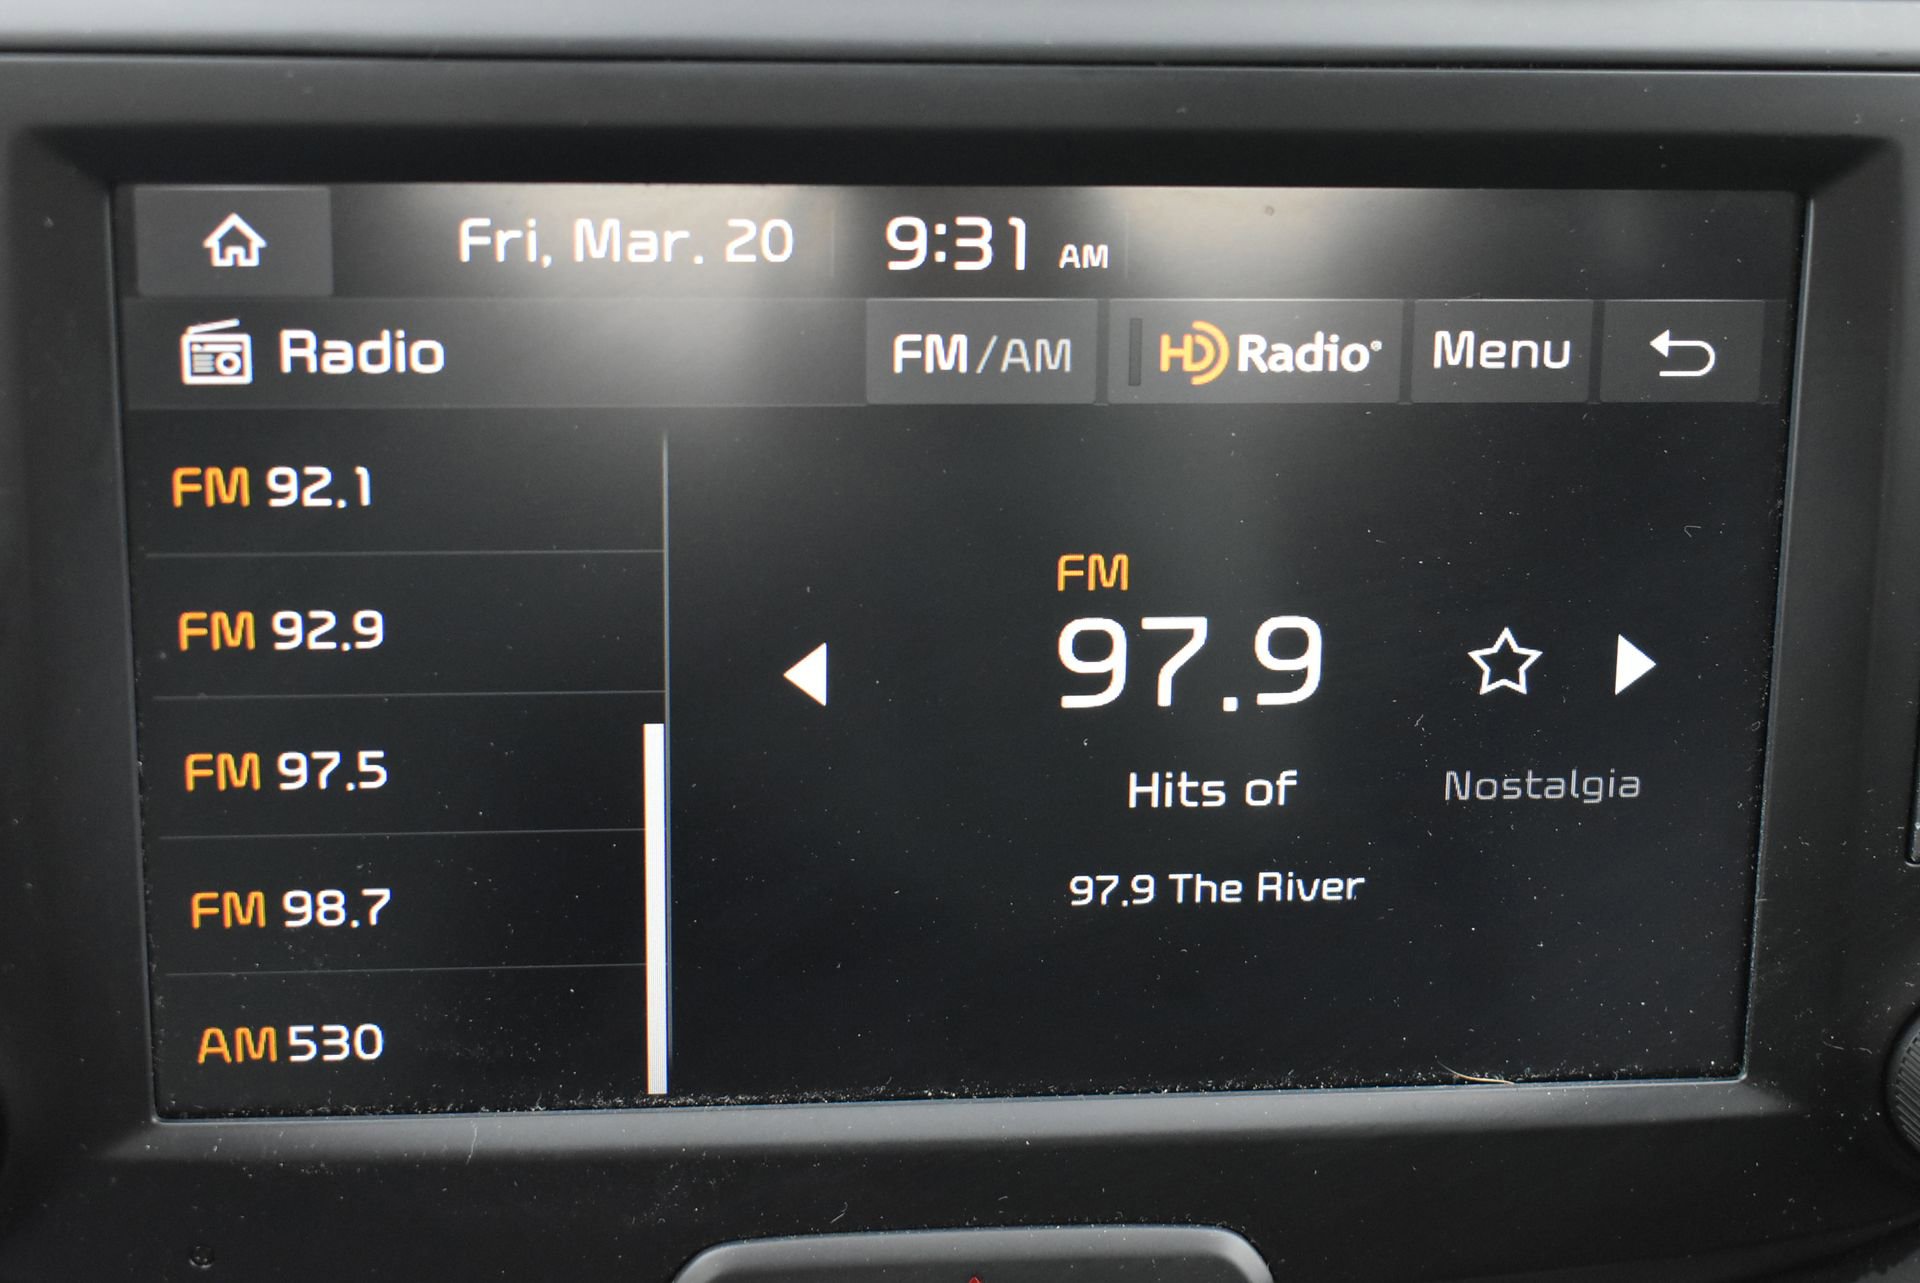 Fri, Mar. 20 9:31 AM
Radio FM/AM HD Radio® Menu
FM 92.1
FM 92.9
FM 97.5
FM 98.7
AM 530
FM
97.9
Hits of Nostalgia
97.9 The River